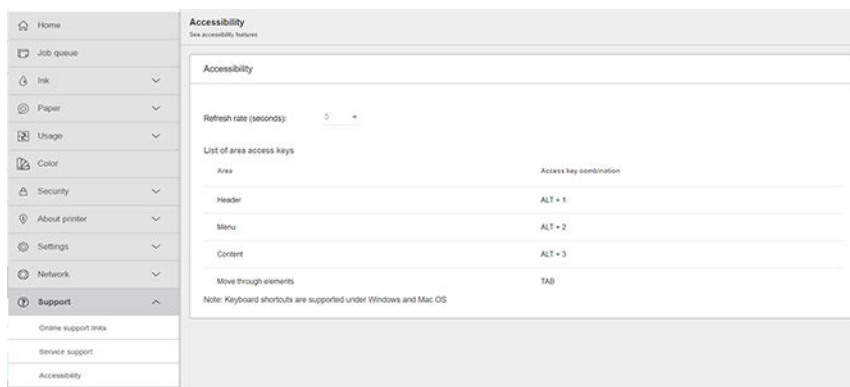 Home
Job queue
Ink
Paper
Usage
Color
Security
About printer
Settings
Network
Support
Online support links
Service support
Accessibility
Accessibility
See accessibility features
Accessibility
Refresh rate (seconds): 5
List of area access keys
Area Access key combination
Header ALT + 1
Menu ALT + 2
Content ALT + 3
Move through elements TAB
Note: Keyboard shortcuts are supported under Windows and Mac OS